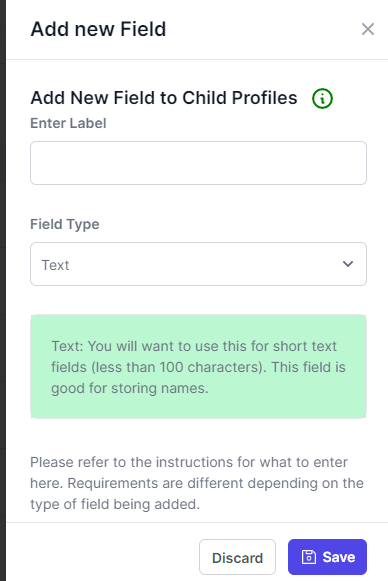 Add new Field
Add New Field to Child Profiles
Enter Label
Field Type
Text
Text: You will want to use this for short text
fields (less than 100 characters). This field is
good for storing names.
Please refer to the instructions for what to enter
here. Requirements are different depending on the
type of field being added.
Discard
Save